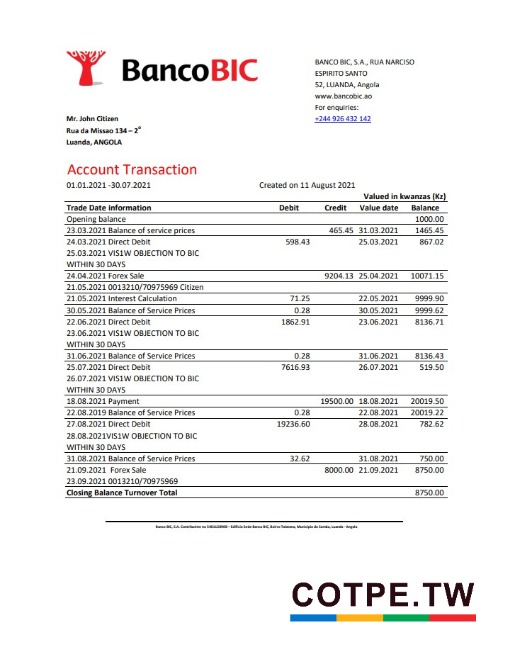 BancoBIC
BANCO BIC, S.A., RUA NARCISO
ESPIRITO SANTO
52, LUANDA, Angola
www.bancobic.ao
For enquiries:
+244 926 432 142
Mr. John Citizen
Rua da Missao 134 – 2º
Luanda, ANGOLA
Account Transaction
01.01.2021 -30.07.2021 Created on 11 August 2021
Valued in kwanzas (Kz)
Trade Date information Debit Credit Value date Balance
Opening balance 1000.00
23.03.2021 Balance of service prices 465.45 31.03.2021 1465.45
24.03.2021 Direct Debit 598.43 25.03.2021 867.02
25.03.2021 VIS1W OBJECTION TO BIC
WITHIN 30 DAYS
24.04.2021 Forex Sale 9204.13 25.04.2021 10071.15
21.05.2021 0013210/70975969 Citizen
21.05.2021 Interest Calculation 71.25 22.05.2021 9999.90
30.05.2021 Balance of Service Prices 0.28 30.05.2021 9999.62
22.06.2021 Direct Debit 1862.91 23.06.2021 8136.71
23.06.2021 VIS1W OBJECTION TO BIC
WITHIN 30 DAYS
31.06.2021 Balance of Service Prices 0.28 31.06.2021 8136.43
25.07.2021 Direct Debit 7616.93 26.07.2021 519.50
26.07.2021 VIS1W OBJECTION TO BIC
WITHIN 30 DAYS
18.08.2021 Payment 19500.00 18.08.2021 20019.50
22.08.2019 Balance of Service Prices 0.28 22.08.2021 20019.22
27.08.2021 Direct Debit 19236.60 28.08.2021 782.62
28.08.2021VIS1W OBJECTION TO BIC
WITHIN 30 DAYS
31.08.2021 Balance of Service Prices 32.62 31.08.2021 750.00
21.09.2021 Forex Sale 8000.00 21.09.2021 8750.00
23.09.2021 0013210/70975969
Closing Balance Turnover Total 8750.00
COTPE.TW